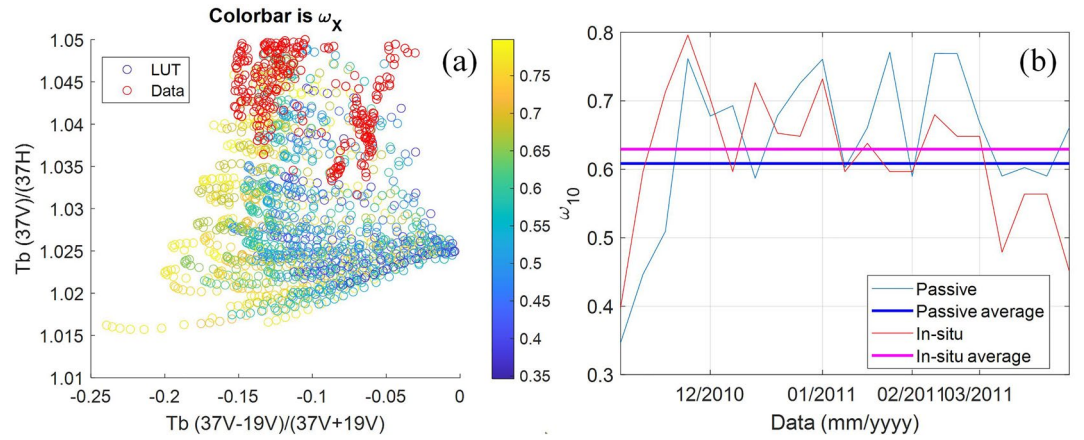 Colorbar is ωX
(a)
LUT
Data
1.05
1.045
1.04
1.035
1.03
1.025
1.02
1.015
1.01
Tb (37V)/(37H)
-0.25
-0.2
-0.15
-0.1
-0.05
0
Tb (37V-19V)/(37V+19V)
0.75
0.7
0.65
0.6
0.55
0.5
0.45
0.4
0.35
(b)
0.8
0.7
0.6
0.5
0.4
0.3
ω10
Passive
Passive average
In-situ
In-situ average
12/2010
01/2011
02/2011
03/2011
Data (mm/yyyy)